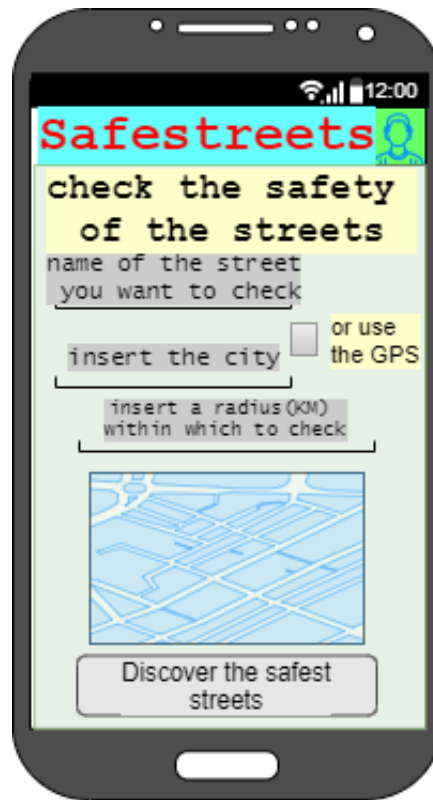 12:00
Safestreets
check the safety
of the streets
name of the street
you want to check
or use
the GPS
insert the city
insert a radius(KM)
within which to check
Discover the safest
streets